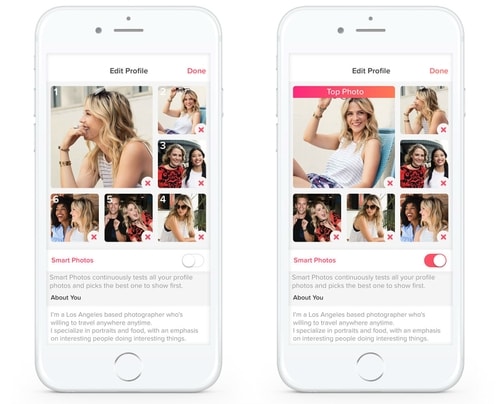 Edit Profile
Done
1
2
3
6
5
4
Smart Photos
Smart Photos continuously tests all your profile
photos and picks the best one to show first.
About You
I'm a Los Angeles based photographer who's
willing to travel anywhere anytime.
I specialize in portraits and food, with an emphasis
on interesting people doing interesting things.
Edit Profile
Done
Top Photo
Smart Photos
Smart Photos continuously tests all your profile
photos and picks the best one to show first.
About You
I'm a Los Angeles based photographer who's
willing to travel anywhere anytime.
I specialize in portraits and food, with an emphasis
on interesting people doing interesting things.